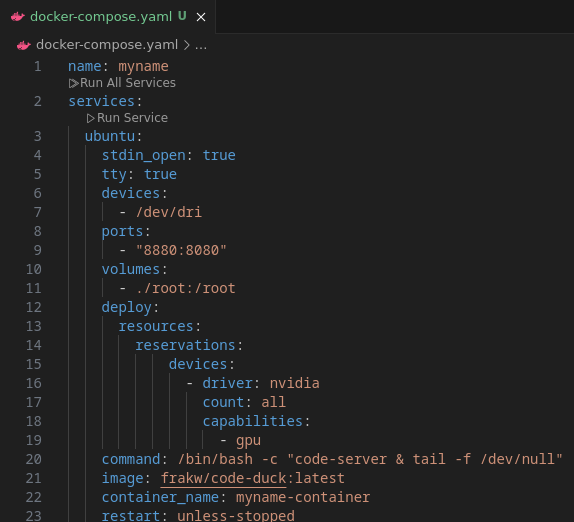 docker-compose.yaml U
docker-compose.yaml > ...
1 name: myname
Run All Services
2 services:
Run Service
3 ubuntu:
4 stdin_open: true
5 tty: true
6 devices:
7 - /dev/dri
8 ports:
9 - "8880:8080"
10 volumes:
11 - ./root:/root
12 deploy:
13 resources:
14 reservations:
15 devices:
16 - driver: nvidia
17 count: all
18 capabilities:
19 - gpu
20 command: /bin/bash -c "code-server & tail -f /dev/null"
21 image: frakw/code-duck:latest
22 container_name: myname-container
23 restart: unless-stopped